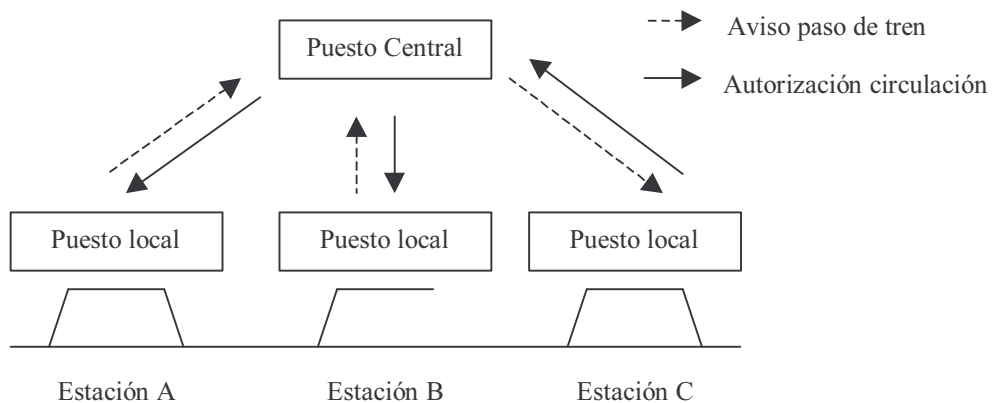 Aviso paso de tren
Puesto Central
Autorización circulación
Puesto local
Puesto local
Puesto local
Estación A
Estación B
Estación C